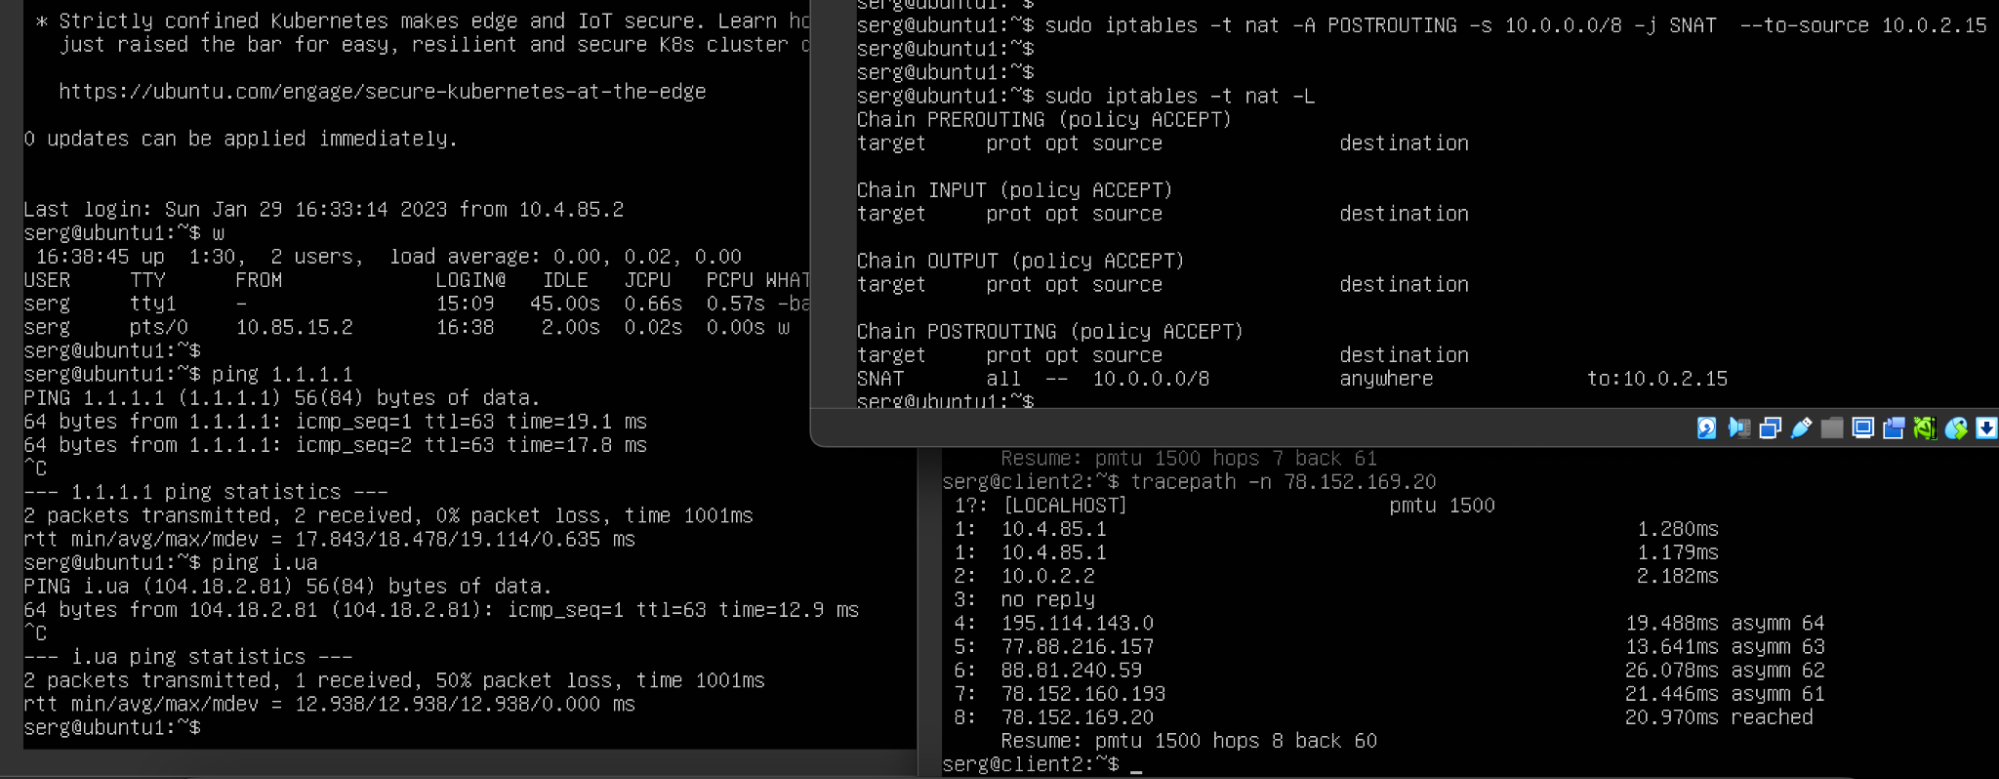 * Strictly confined Kubernetes makes edge and IoT secure. Learn ho
just raised the bar for easy, resilient and secure K8s cluster
https://ubuntu.com/engage/secure-kubernetes-at-the-edge
0 updates can be applied immediately.
Last login: Sun Jan 29 16:33:14 2023 from 10.4.85.2
serg@ubuntu1:~$ w
16:38:45 up  1:30,  2 users,  load average: 0.00, 0.02, 0.00
USER     TTY      FROM             LOGIN@   IDLE   JCPU   PCPU WHAT
serg     tty1     -                15:09   45.00s  0.66s  0.57s -ba
serg     pts/0    10.85.15.2       16:38    2.00s  0.02s  0.00s w
serg@ubuntu1:~$
serg@ubuntu1:~$ ping 1.1.1.1
PING 1.1.1.1 (1.1.1.1) 56(84) bytes of data.
64 bytes from 1.1.1.1: icmp_seq=1 ttl=63 time=19.1 ms
64 bytes from 1.1.1.1: icmp_seq=2 ttl=63 time=17.8 ms
^C
--- 1.1.1.1 ping statistics ---
2 packets transmitted, 2 received, 0% packet loss, time 1001ms
rtt min/avg/max/mdev = 17.843/18.478/19.114/0.635 ms
serg@ubuntu1:~$ ping i.ua
PING i.ua (104.18.2.81) 56(84) bytes of data.
64 bytes from 104.18.2.81 (104.18.2.81): icmp_seq=1 ttl=63 time=12.9 ms
^C
--- i.ua ping statistics ---
2 packets transmitted, 1 received, 50% packet loss, time 1001ms
rtt min/avg/max/mdev = 12.938/12.938/12.938/0.000 ms
serg@ubuntu1:~$
serg@ubuntu1:~$
serg@ubuntu1:~$ sudo iptables -t nat -A POSTROUTING -s 10.0.0.0/8 -j SNAT  --to-source 10.0.2.15
serg@ubuntu1:~$
serg@ubuntu1:~$
serg@ubuntu1:~$ sudo iptables -t nat -L
Chain PREROUTING (policy ACCEPT)
target     prot opt source               destination
Chain INPUT (policy ACCEPT)
target     prot opt source               destination
Chain OUTPUT (policy ACCEPT)
target     prot opt source               destination
Chain POSTROUTING (policy ACCEPT)
target     prot opt source               destination
SNAT       all  --  10.0.0.0/8           anywhere             to:10.0.2.15
serg@ubuntu1:~$
Resume: pmtu 1500 hops 7 back 61
serg@client2:~$ tracepath -n 78.152.169.20
1?: [LOCALHOST]                      pmtu 1500
1:  10.4.85.1                                             1.280ms
1:  10.4.85.1                                             1.179ms
2:  10.0.2.2                                              2.182ms
3:  no reply
4:  195.114.143.0                                        19.488ms asymm 64
5:  77.88.216.157                                        13.641ms asymm 63
6:  88.81.240.59                                         26.078ms asymm 62
7:  78.152.160.193                                       21.446ms asymm 61
8:  78.152.169.20                                        20.970ms reached
Resume: pmtu 1500 hops 8 back 60
serg@client2:~$ _